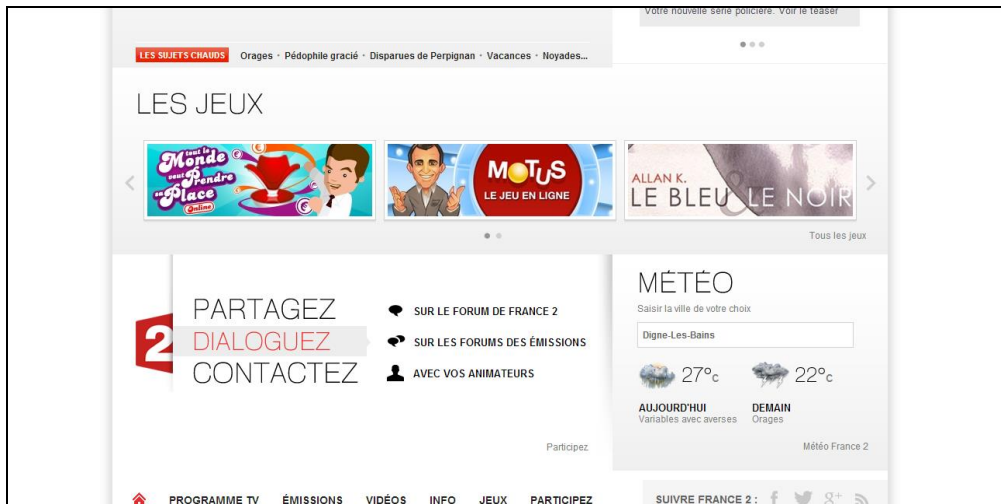 Votre nouvelle série policière. Voir le teaser
LES SUJETS CHAUDS Orages · Pédophile gracié · Disparues de Perpignan · Vacances · Noyades...
LES JEUX
tout le
Monde
veut Prendre
sa Place
Online
MOTUS
LE JEU EN LIGNE
ALLAN K.
LE BLEU & LE NOIR
Tous les jeux
2
PARTAGEZ
DIALOGUEZ
CONTACTEZ
SUR LE FORUM DE FRANCE 2
SUR LES FORUMS DES ÉMISSIONS
AVEC VOS ANIMATEURS
Participez
MÉTÉO
Saisir la ville de votre choix
Digne-Les-Bains
27°c 22°c
AUJOURD'HUI DEMAIN
Variables avec averses Orages
Météo France 2
PROGRAMME TV ÉMISSIONS VIDÉOS INFO JEUX PARTICIPEZ
SUIVRE FRANCE 2 :